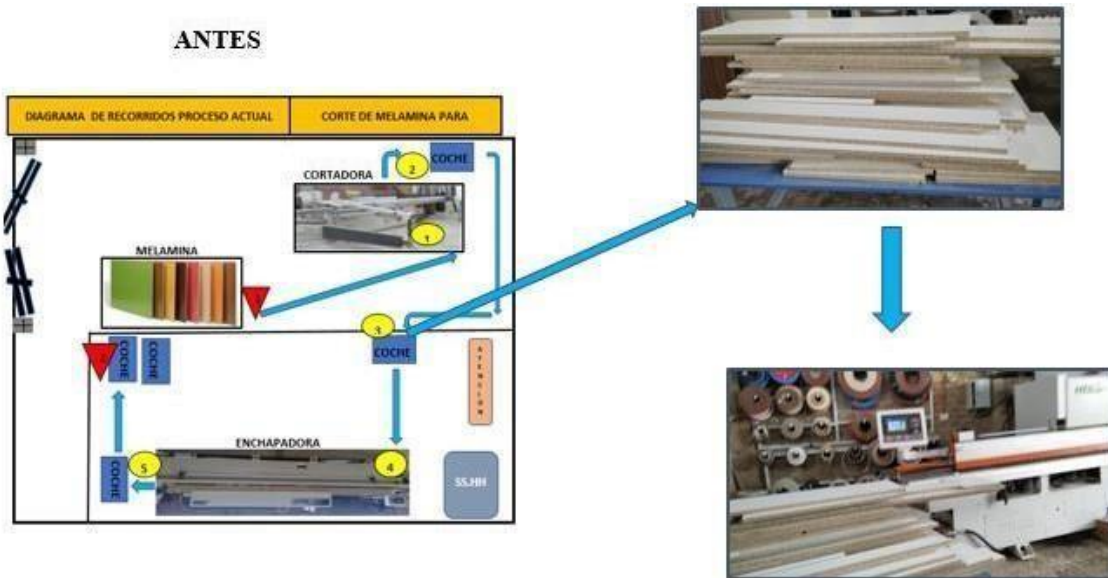 ANTES
DIAGRAMA DE RECORRIDOS PROCESO ACTUAL
CORTE DE MELAMINA PARA
2
COCHE
CORTADORA
1
MELAMINA
3
COCHE
COCHE
COCHE
ATENCION
ENCHAPADORA
COCHE
5
4
SS.HH